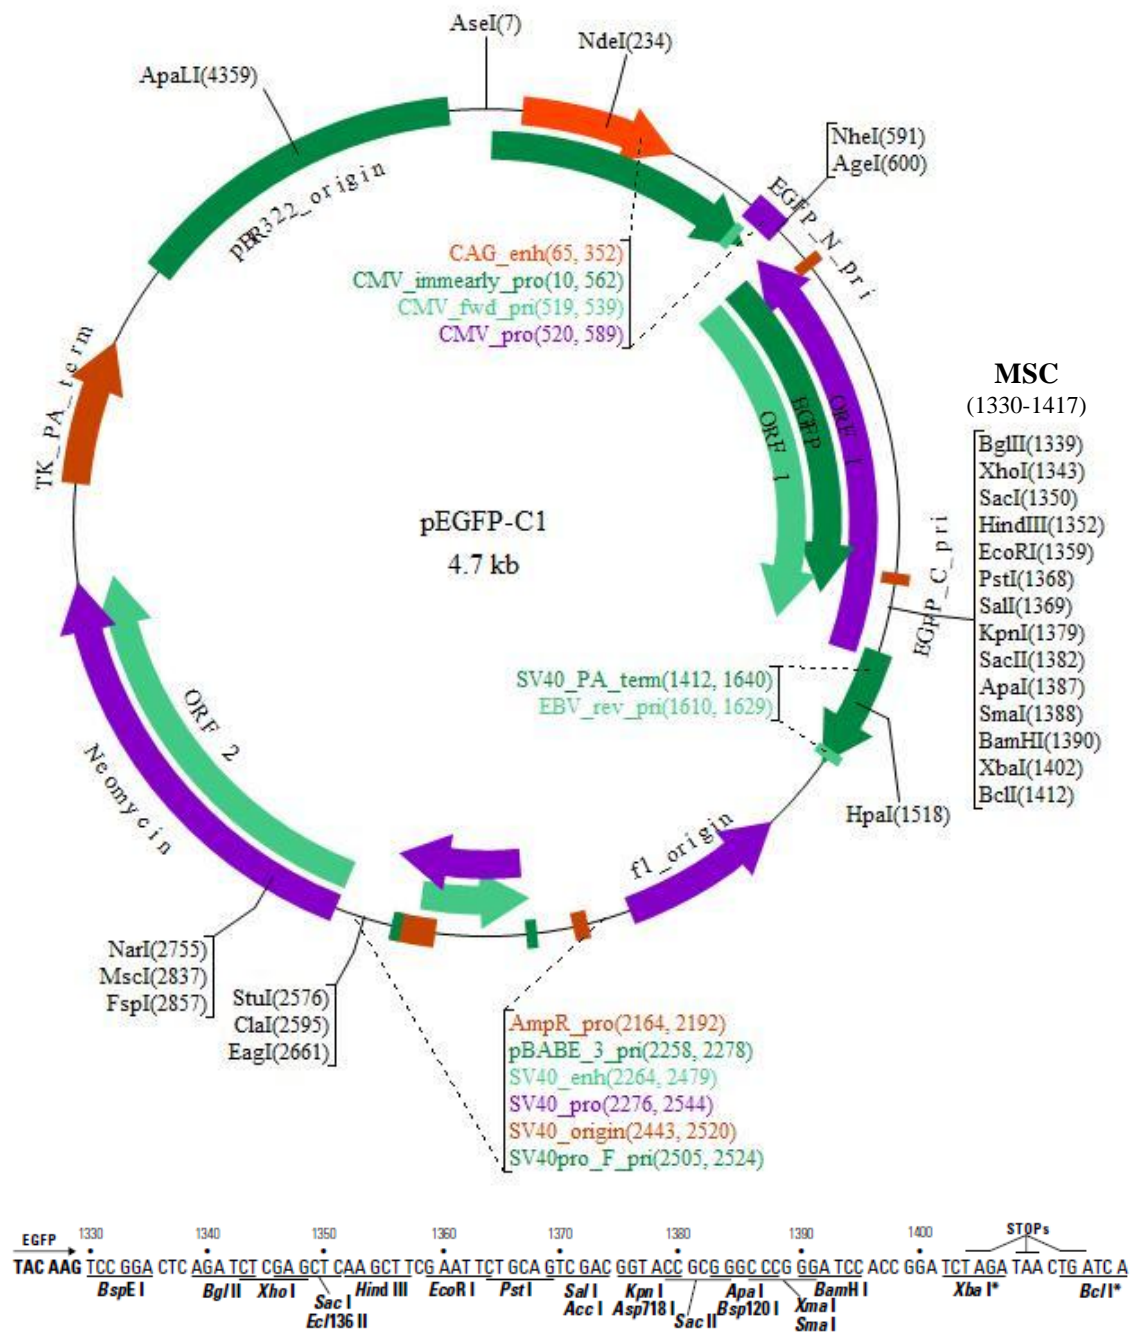 AseI(7)
NdeI(234)
ApaLI(4359)
NheI(591)
AgeI(600)
pBR322_origin
EGFP_N_pri
CAG_enh(65, 352)
CMV_immearly_pro(10, 562)
CMV_fwd_pri(519, 539)
CMV_pro(520, 589)
TK_PA_term
ORF 1
EGFP
ORF 1
MSC
(1330-1417)
BglII(1339)
XhoI(1343)
SacI(1350)
HindIII(1352)
EcoRI(1359)
PstI(1368)
SalI(1369)
KpnI(1379)
SacII(1382)
ApaI(1387)
SmaI(1388)
BamHI(1390)
XbaI(1402)
BclI(1412)
pEGFP-C1
4.7 kb
EGFP_C_pri
SV40_PA_term(1412, 1640)
EBV_rev_pri(1610, 1629)
HpaI(1518)
ORF 2
Neomycin
f1_origin
NarI(2755)
MscI(2837)
FspI(2857)
StuI(2576)
ClaI(2595)
EagI(2661)
AmpR_pro(2164, 2192)
pBABE_3_pri(2258, 2278)
SV40_enh(2264, 2479)
SV40_pro(2276, 2544)
SV40_origin(2443, 2520)
SV40pro_F_pri(2505, 2524)
EGFP 1330 1340 1350 1360 1370 1380 1390 1400 STOPs
TAC AAG TCC GGA CTC AGA TCT CGA GCT CAA GCT TCG AAT TCT GCA GTC GAC GGT ACC GCG GGC CCG GGA TCC ACC GGA TCT AGA TAA CTG ATC A
BspE I Bgl II Xho I Hind III EcoR I Pst I Sal I Kpn I Apa I BamH I Xba I* Bcl I*
Sac I Acc I Asp718 I Bsp120 I Xma I
Ecl136 II Sac II Sma I